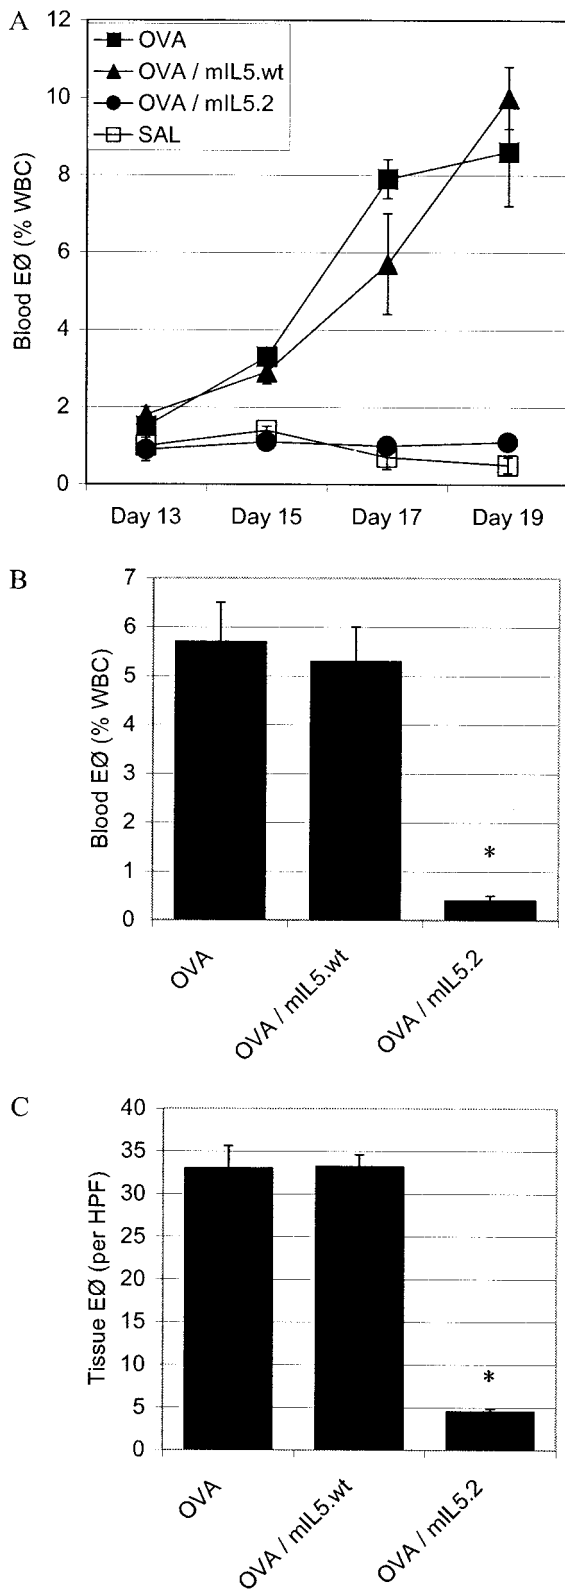 A
OVA
OVA / mIL5.wt
OVA / mIL5.2
SAL
Blood EØ (% WBC)
12
10
8
6
4
2
0
Day 13 Day 15 Day 17 Day 19
B
Blood EØ (% WBC)
7
6
5
4
3
2
1
0
*
OVA
OVA / mIL5.wt
OVA / mIL5.2
C
Tissue EØ (per HPF)
40
35
30
25
20
15
10
5
0
*
OVA
OVA / mIL5.wt
OVA / mIL5.2